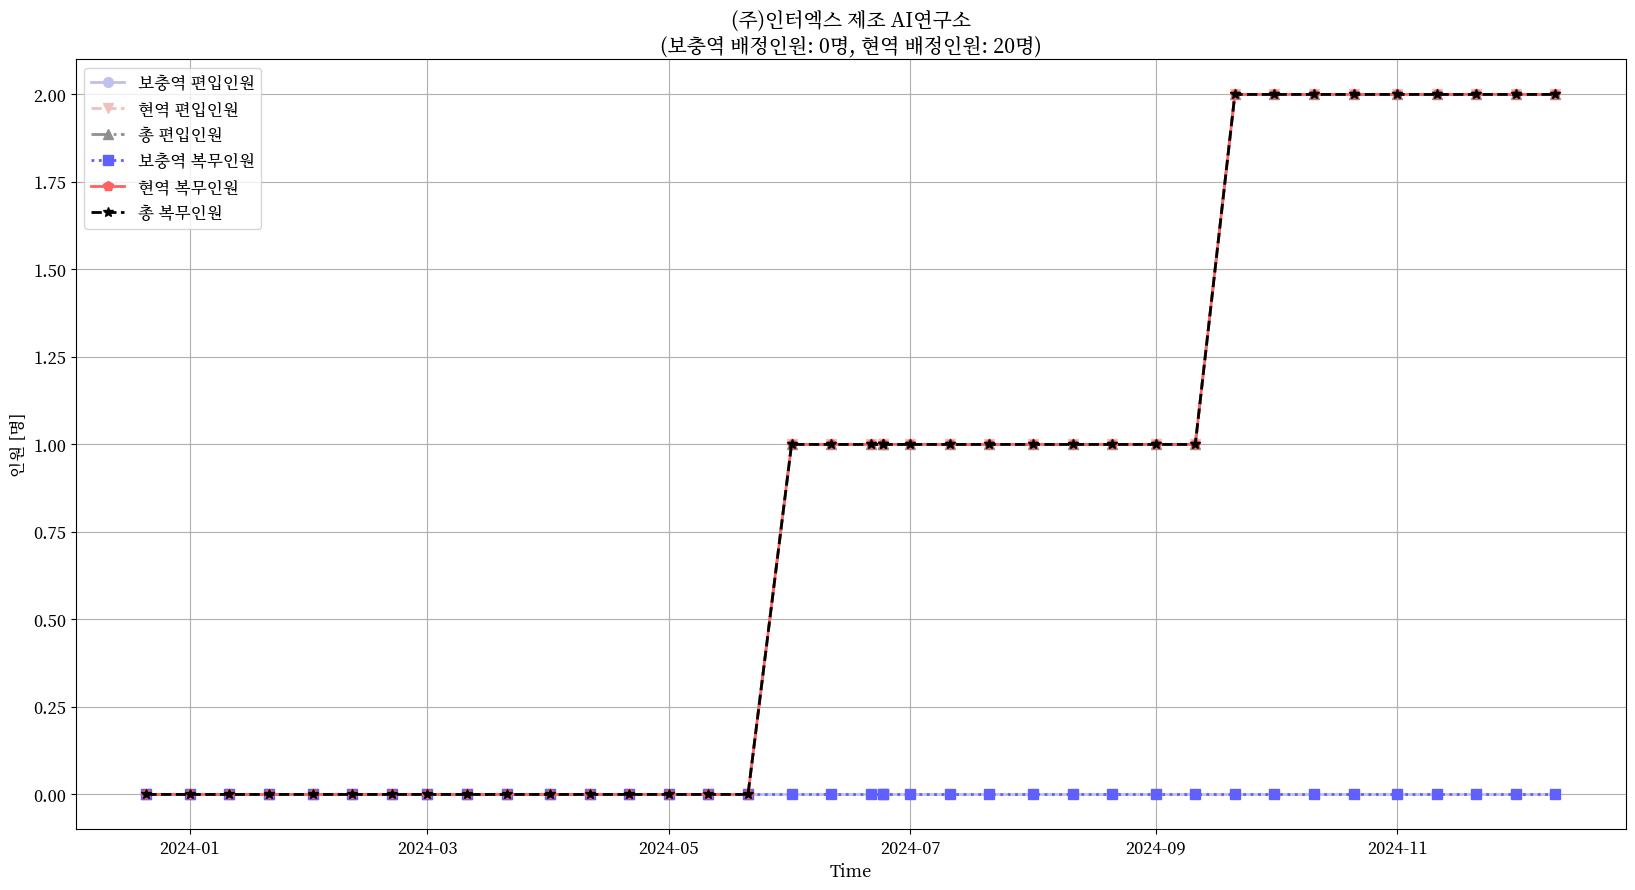 (주)인터엑스 제조 AI연구소
(보충역 배정인원: 0명, 현역 배정인원: 20명)
보충역 편입인원
현역 편입인원
총 편입인원
보충역 복무인원
현역 복무인원
총 복무인원
인원 [명]
2.00
1.75
1.50
1.25
1.00
0.75
0.50
0.25
0.00
2024-01
2024-03
2024-05
2024-07
2024-09
2024-11
Time